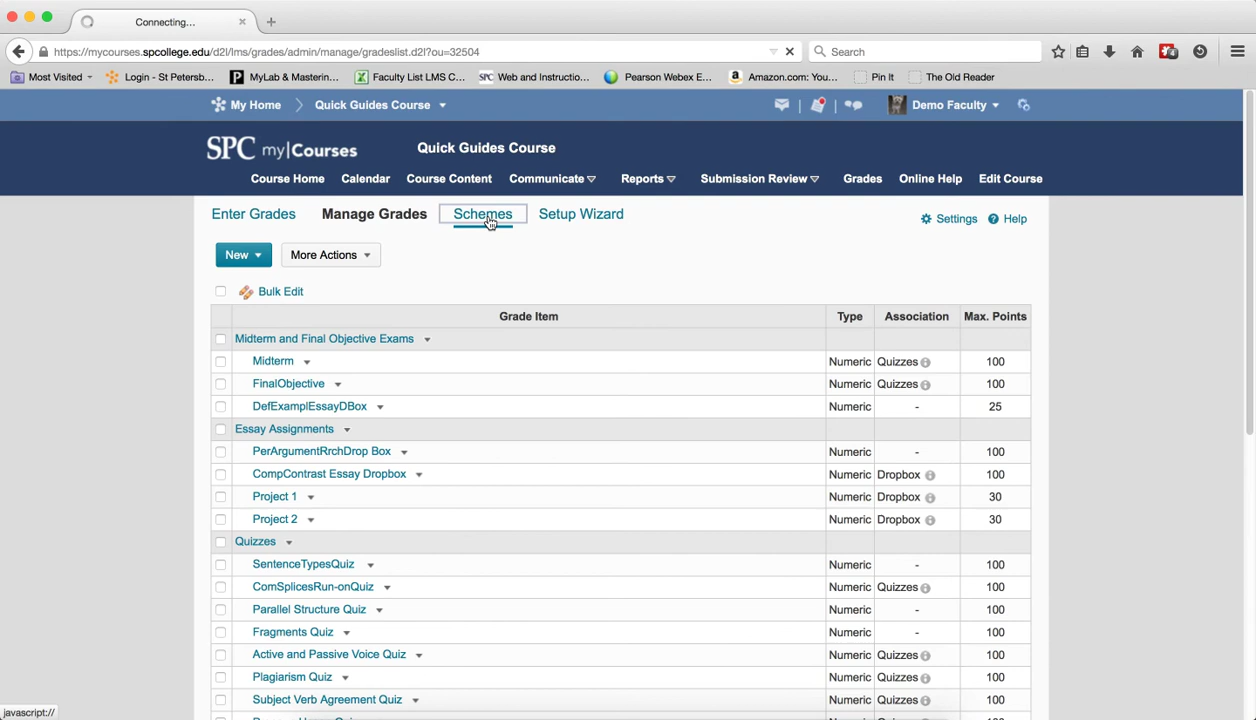 Connecting...
https://mycourses.spcollege.edu/d2l/lms/grades/admin/manage/gradeslist.d2l?ou=32504
Search
Most Visited
Login - St Petersb...
MyLab & Mastering...
Faculty List LMS C...
SPC Web and Instructio...
Pearson Webex E...
Amazon.com: You...
Pin It
The Old Reader
My Home
Quick Guides Course
Demo Faculty
SPC my|Courses
Quick Guides Course
Course Home Calendar Course Content Communicate Reports Submission Review Grades Online Help Edit Course
Enter Grades Manage Grades Schemes Setup Wizard
Settings Help
New More Actions
Bulk Edit
Grade Item Type Association Max. Points
Midterm and Final Objective Exams
Midterm Numeric Quizzes 100
FinalObjective Numeric Quizzes 100
DefExamplEssayDBox Numeric - 25
Essay Assignments
PerArgumentRrchDrop Box Numeric - 100
CompContrast Essay Dropbox Numeric Dropbox 100
Project 1 Numeric Dropbox 30
Project 2 Numeric Dropbox 30
Quizzes
SentenceTypesQuiz Numeric - 100
ComSplicesRun-onQuiz Numeric Quizzes 100
Parallel Structure Quiz Numeric - 100
Fragments Quiz Numeric - 100
Active and Passive Voice Quiz Numeric Quizzes 100
Plagiarism Quiz Numeric Quizzes 100
Subject Verb Agreement Quiz Numeric Quizzes 100
javascript://